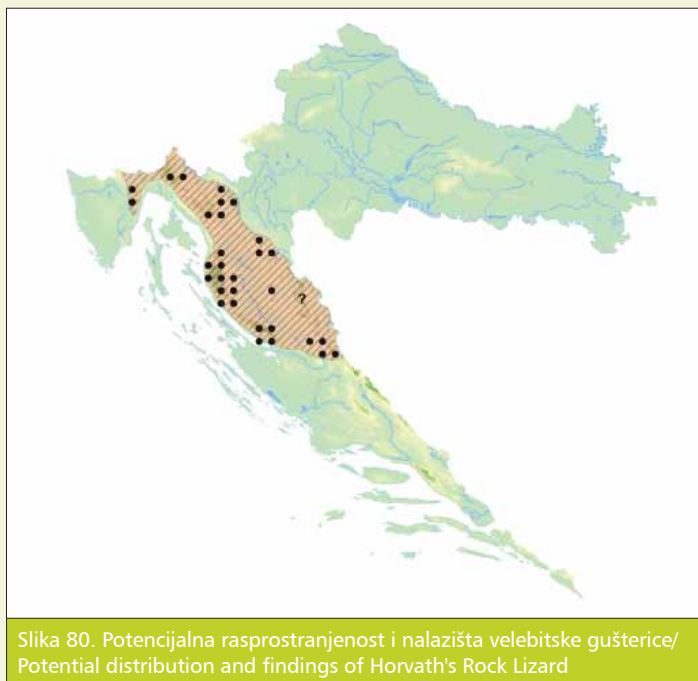 ?
Slika 80. Potencijalna rasprostranjenost i nalazišta velebitske gušterice/
Potential distribution and findings of Horvath's Rock Lizard